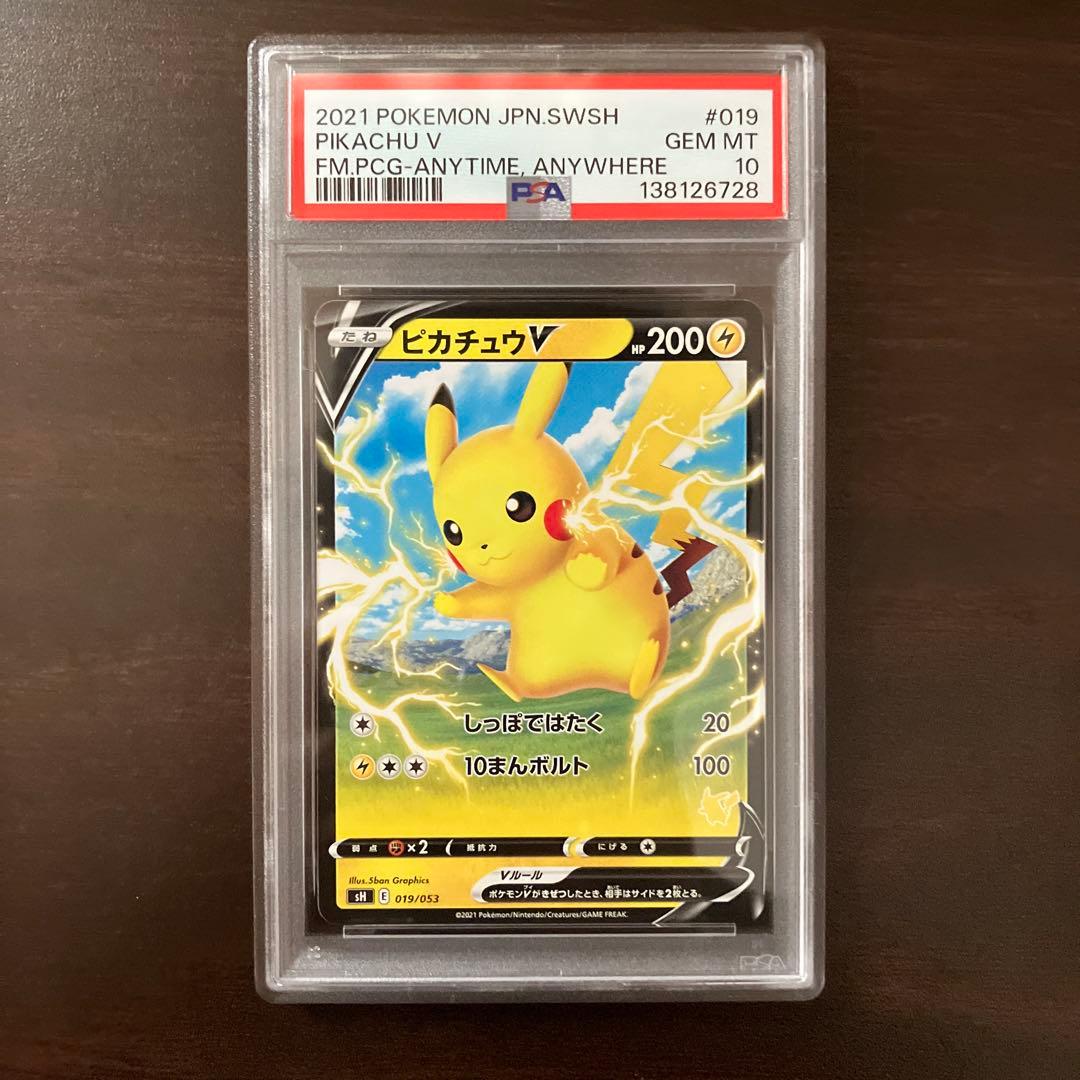 2021 POKEMON JPN.SWSH #019
PIKACHU V GEM MT
FM.PCG-ANYTIME, ANYWHERE 10
PSA 138126728
たね ピカチュウV HP 200
しっぽではたく 20
10まんボルト 100
弱点 ×2 抵抗力 にげる
Illus. 5ban Graphics
Vルール
ポケモンVがきぜつしたとき、相手はサイドを2枚とる。
sH E 019/053
©2021 Pokémon/Nintendo/Creatures/GAME FREAK.
PSA